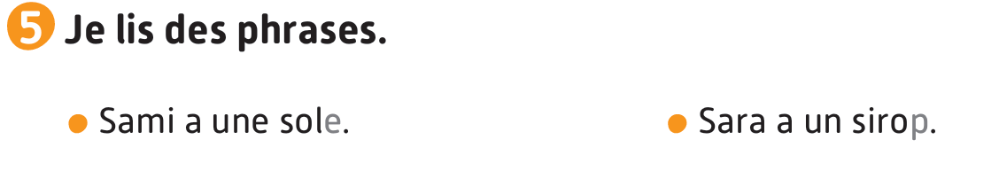 5 Je lis des phrases.
● Sami a une sole. ● Sara a un sirop.